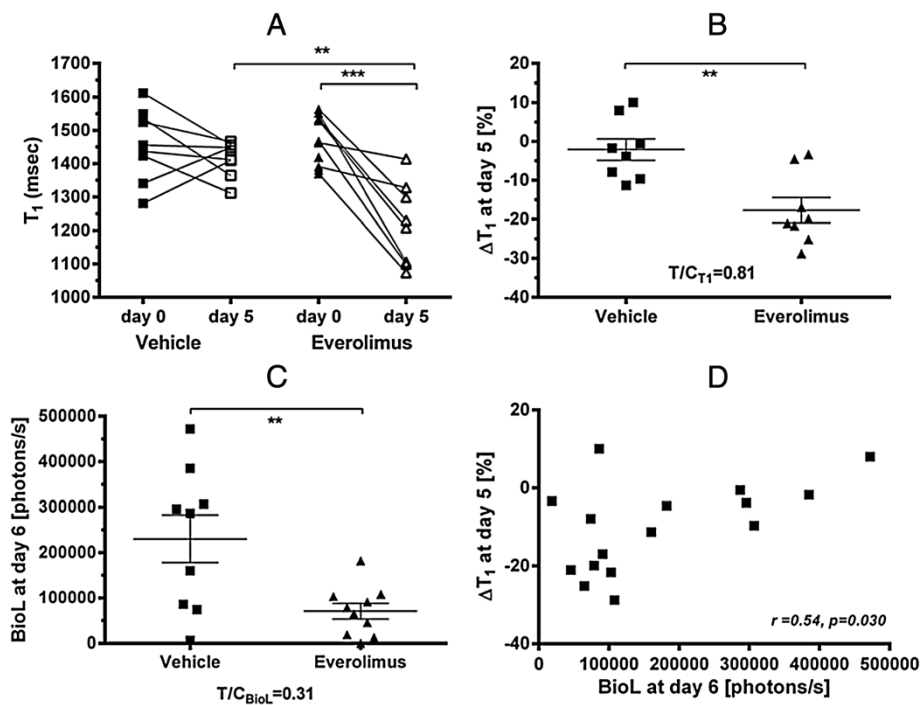 A
**
***
1700
1600
1500
1400
1300
1200
1100
1000
T1 (msec)
day 0 day 5 day 0 day 5
Vehicle Everolimus
B
**
20
10
0
-10
-20
-30
-40
ΔT1 at day 5 [%]
T/CT1=0.81
Vehicle Everolimus
C
**
500000
400000
300000
200000
100000
0
BioL at day 6 [photons/s]
Vehicle Everolimus
T/CBioL=0.31
D
20
0
-20
-40
ΔT1 at day 5 [%]
r =0.54, p=0.030
0 100000 200000 300000 400000 500000
BioL at day 6 [photons/s]